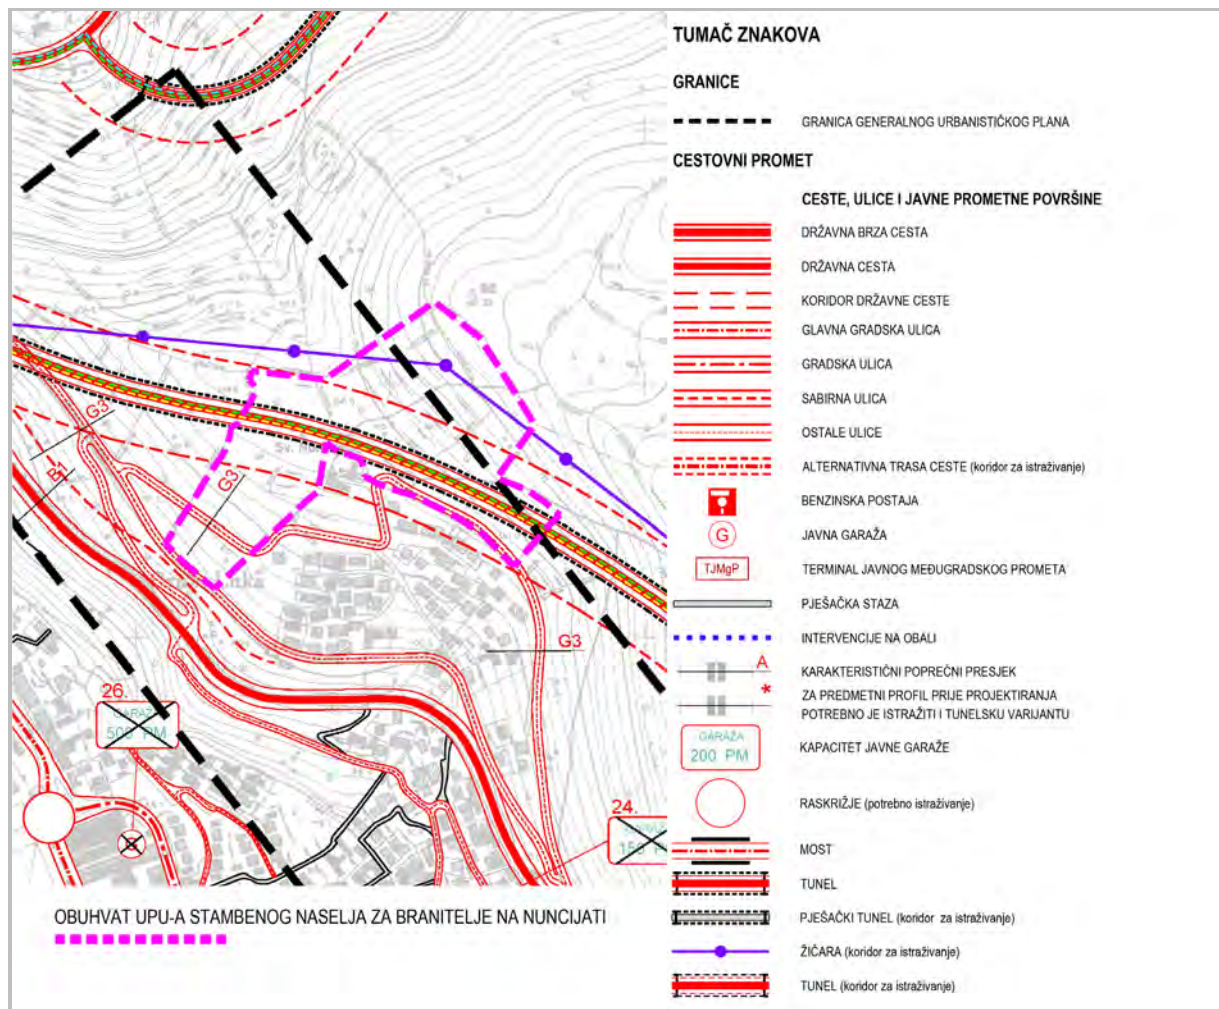 TUMAČ ZNAKOVA
GRANICE
GRANICA GENERALNOG URBANISTIČKOG PLANA
CESTOVNI PROMET
CESTE, ULICE I JAVNE PROMETNE POVRŠINE
DRŽAVNA BRZA CESTA
DRŽAVNA CESTA
KORIDOR DRŽAVNE CESTE
GLAVNA GRADSKA ULICA
GRADSKA ULICA
SABIRNA ULICA
OSTALE ULICE
ALTERNATIVNA TRASA CESTE (koridor za istraživanje)
BENZINSKA POSTAJA
G
JAVNA GARAŽA
TJMgP
TERMINAL JAVNOG MEĐUGRADSKOG PROMETA
PJEŠAČKA STAZA
INTERVENCIJE NA OBALI
A
KARAKTERISTIČNI POPREČNI PRESJEK
*
ZA PREDMETNI PROFIL PRIJE PROJEKTIRANJA
POTREBNO JE ISTRAŽITI I TUNELSKU VARIJANTU
GARAŽA
200 PM
KAPACITET JAVNE GARAŽE
RASKRIŽJE (potrebno istraživanje)
MOST
TUNEL
PJEŠAČKI TUNEL (koridor za istraživanje)
ŽIČARA (koridor za istraživanje)
TUNEL (koridor za istraživanje)
G3
B1
G3
G3
26.
GARAŽA
500 PM
24.
150
OBUHVAT UPU-A STAMBENOG NASELJA ZA BRANITELJE NA NUNCIJATI